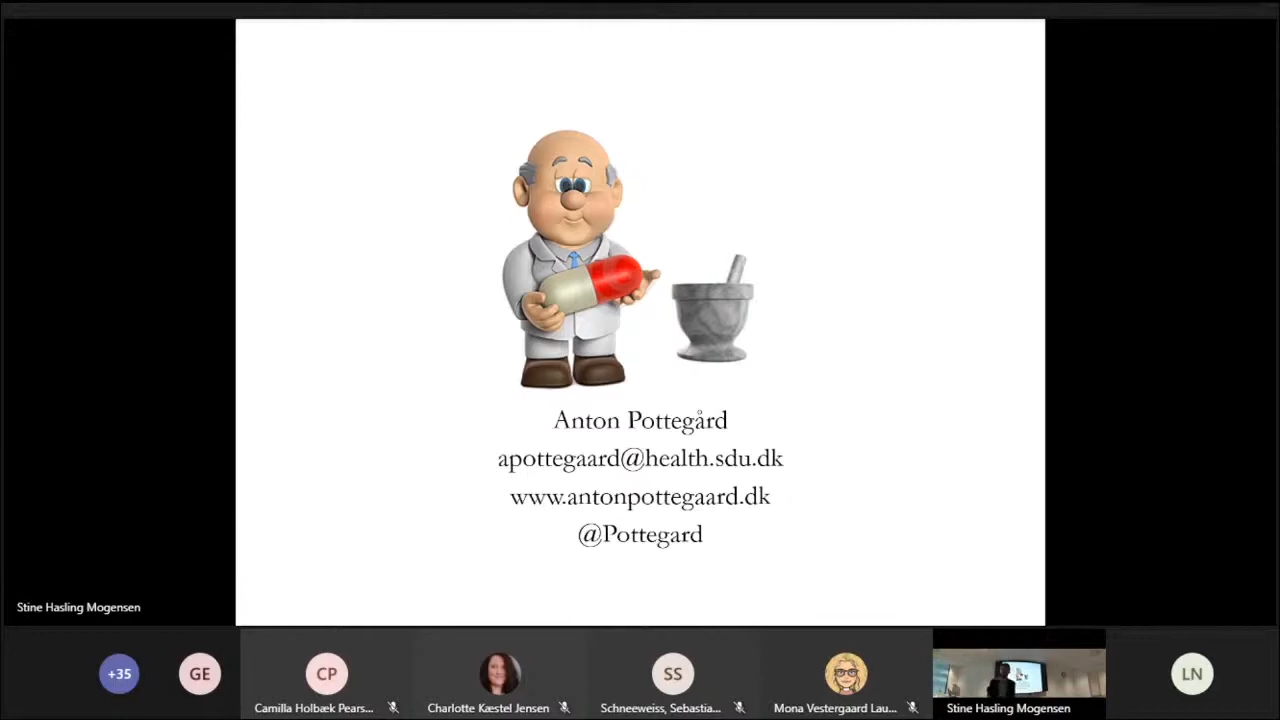 Anton Pottegård
apottegaard@health.sdu.dk
www.antonpottegaard.dk
@Pottegard
Stine Hasling Mogensen
+35
GE
CP
Camilla Holbæk Pears...
Charlotte Kæstel Jensen
SS
Schneeweiss, Sebastia...
Mona Vestergaard Lau...
Stine Hasling Mogensen
LN